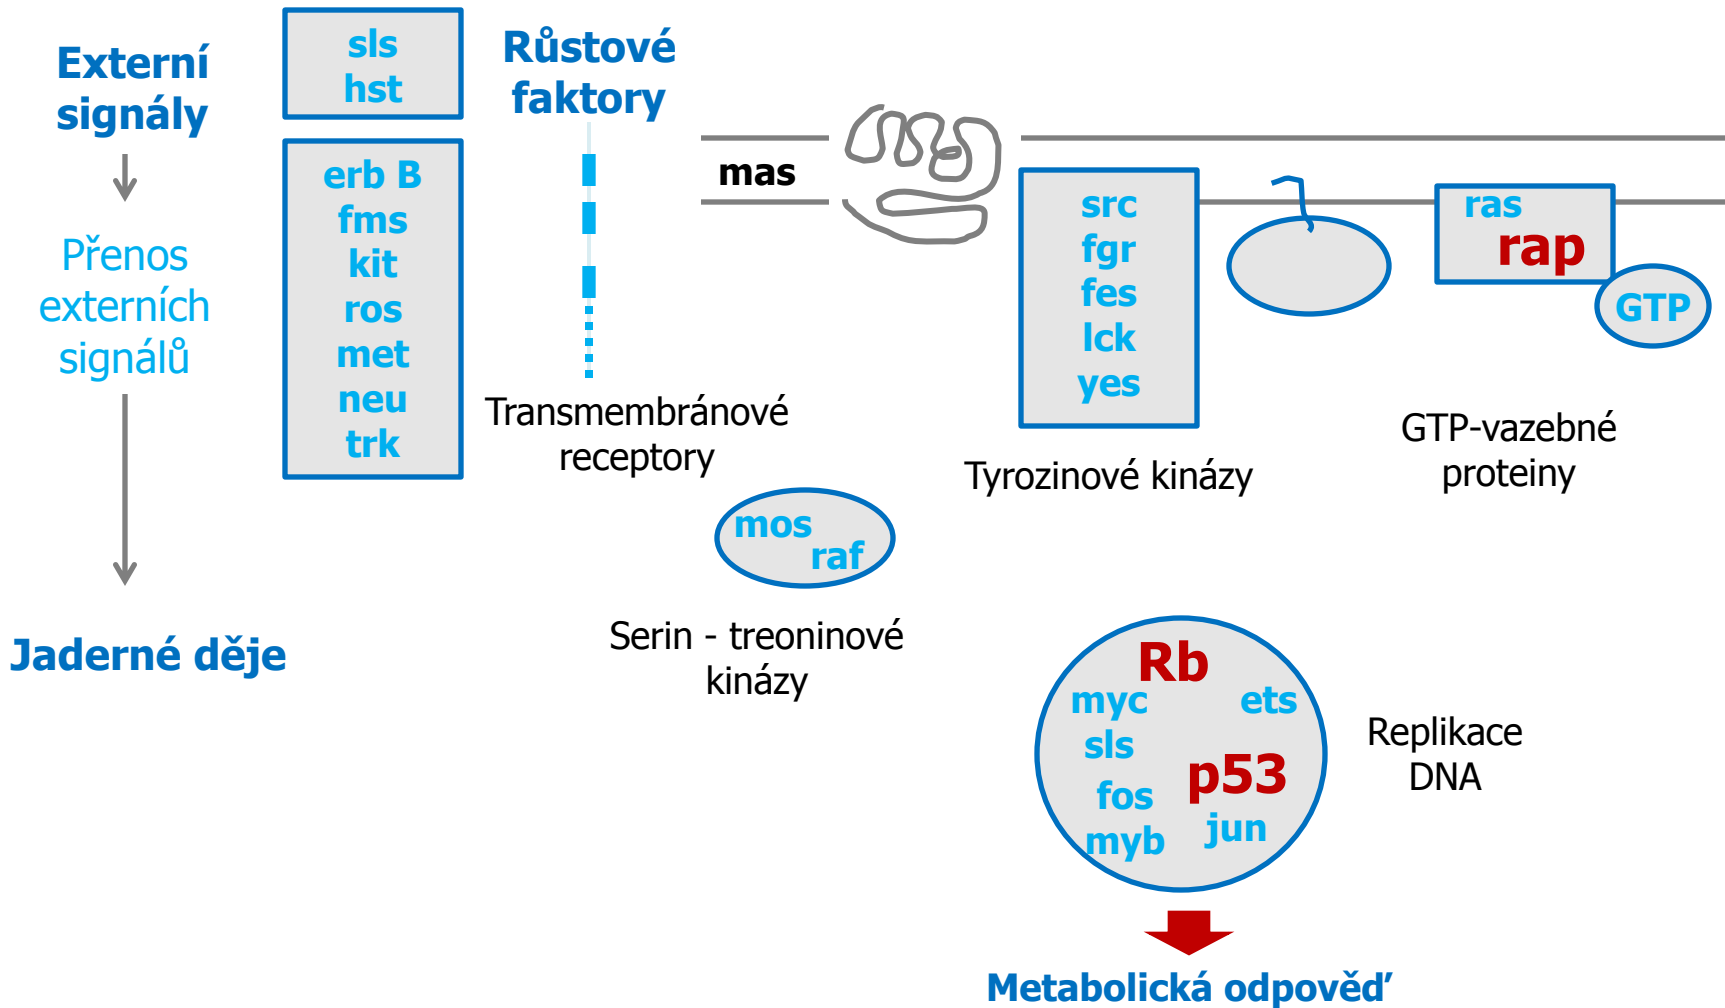 Externí
signály
Přenos
externích
signálů
Jaderné děje
sls
hst
erb B
fms
kit
ros
met
neu
trk
Růstové
faktory
Transmembránové
receptory
mas
src
fgr
fes
lck
yes
Tyrozinové kinázy
ras
rap
GTP
GTP-vazebné
proteiny
mos
raf
Serin - treoninové
kinázy
Rb
myc
ets
sls
p53
fos
jun
myb
Replikace
DNA
Metabolická odpověď